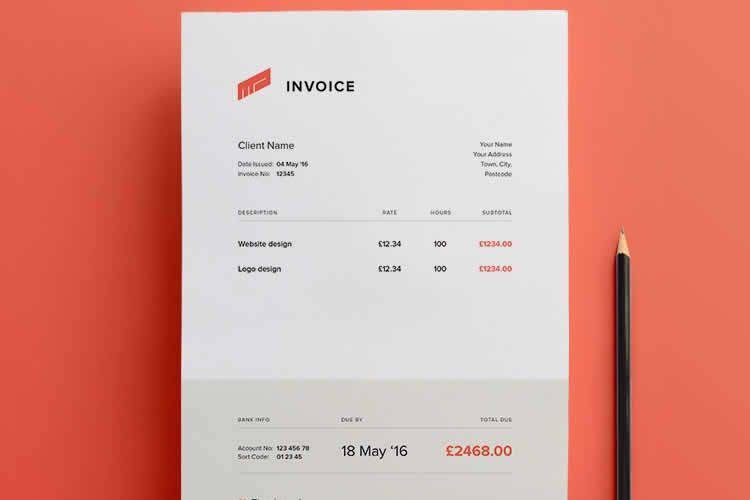 INVOICE
Client Name
Date Issued: 04 May '16
Invoice No: 12345
Your Name
Your Address
Town, City,
Postcode
DESCRIPTION RATE HOURS SUBTOTAL
Website design £12.34 100 £1234.00
Logo design £12.34 100 £1234.00
BANK INFO DUE BY TOTAL DUE
Account No: 123 456 78
Sort Code: 01 23 45
18 May ‘16
£2468.00